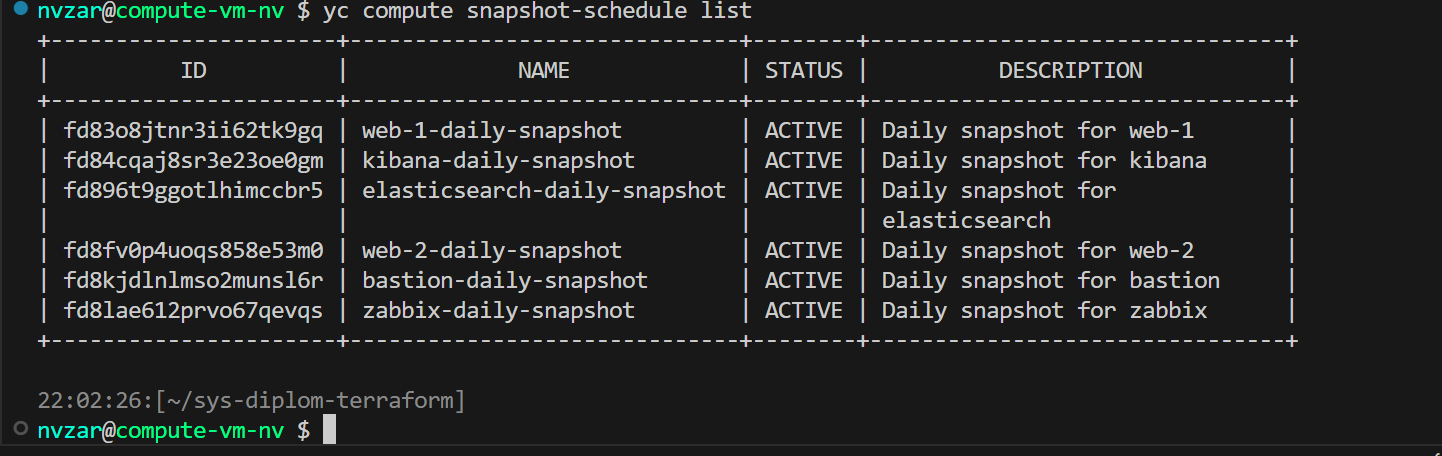 nvzar@compute-vm-nv $ yc compute snapshot-schedule list
+----------------------+------------------------------+--------+--------------------------------+
|          ID          |             NAME             | STATUS |          DESCRIPTION           |
+----------------------+------------------------------+--------+--------------------------------+
| fd83o8jtnr3ii62tk9gq | web-1-daily-snapshot         | ACTIVE | Daily snapshot for web-1       |
| fd84cqaj8sr3e23oe0gm | kibana-daily-snapshot        | ACTIVE | Daily snapshot for kibana      |
| fd896t9ggotlhimccbr5 | elasticsearch-daily-snapshot | ACTIVE | Daily snapshot for             |
|                      |                              |        | elasticsearch                  |
| fd8fv0p4uoqs858e53m0 | web-2-daily-snapshot         | ACTIVE | Daily snapshot for web-2       |
| fd8kjdlnlmso2munsl6r | bastion-daily-snapshot       | ACTIVE | Daily snapshot for bastion     |
| fd8lae612prvo67qevqs | zabbix-daily-snapshot        | ACTIVE | Daily snapshot for zabbix      |
+----------------------+------------------------------+--------+--------------------------------+
22:02:26:[~/sys-diplom-terraform]
nvzar@compute-vm-nv $